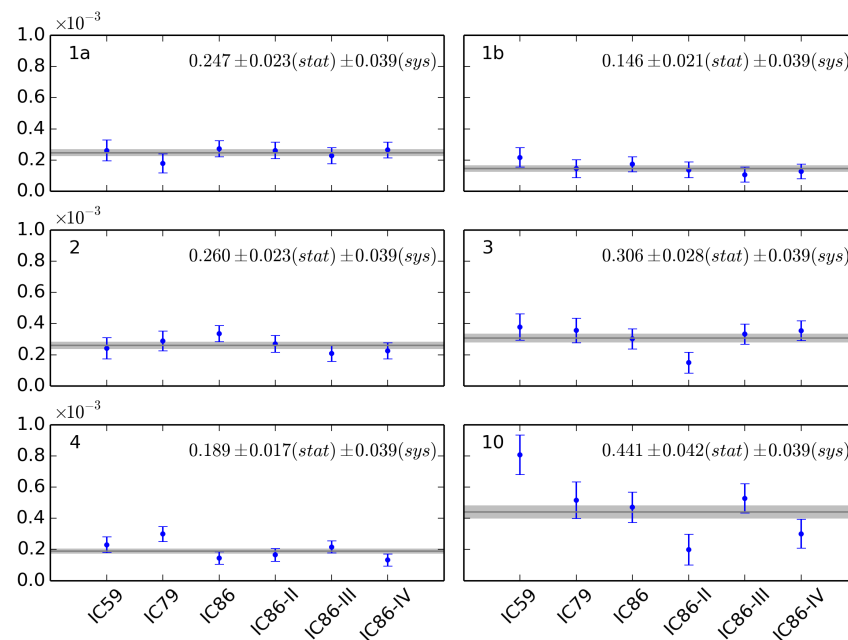 ×10⁻³
1.0
0.8
0.6
0.4
0.2
0.0
1a
0.247 ±0.023(stat) ±0.039(sys)
1b
0.146 ±0.021(stat) ±0.039(sys)
×10⁻³
1.0
0.8
0.6
0.4
0.2
0.0
2
0.260 ±0.023(stat) ±0.039(sys)
3
0.306 ±0.028(stat) ±0.039(sys)
×10⁻³
1.0
0.8
0.6
0.4
0.2
0.0
4
0.189 ±0.017(stat) ±0.039(sys)
10
0.441 ±0.042(stat) ±0.039(sys)
IC59
IC79
IC86
IC86-II
IC86-III
IC86-IV
IC59
IC79
IC86
IC86-II
IC86-III
IC86-IV